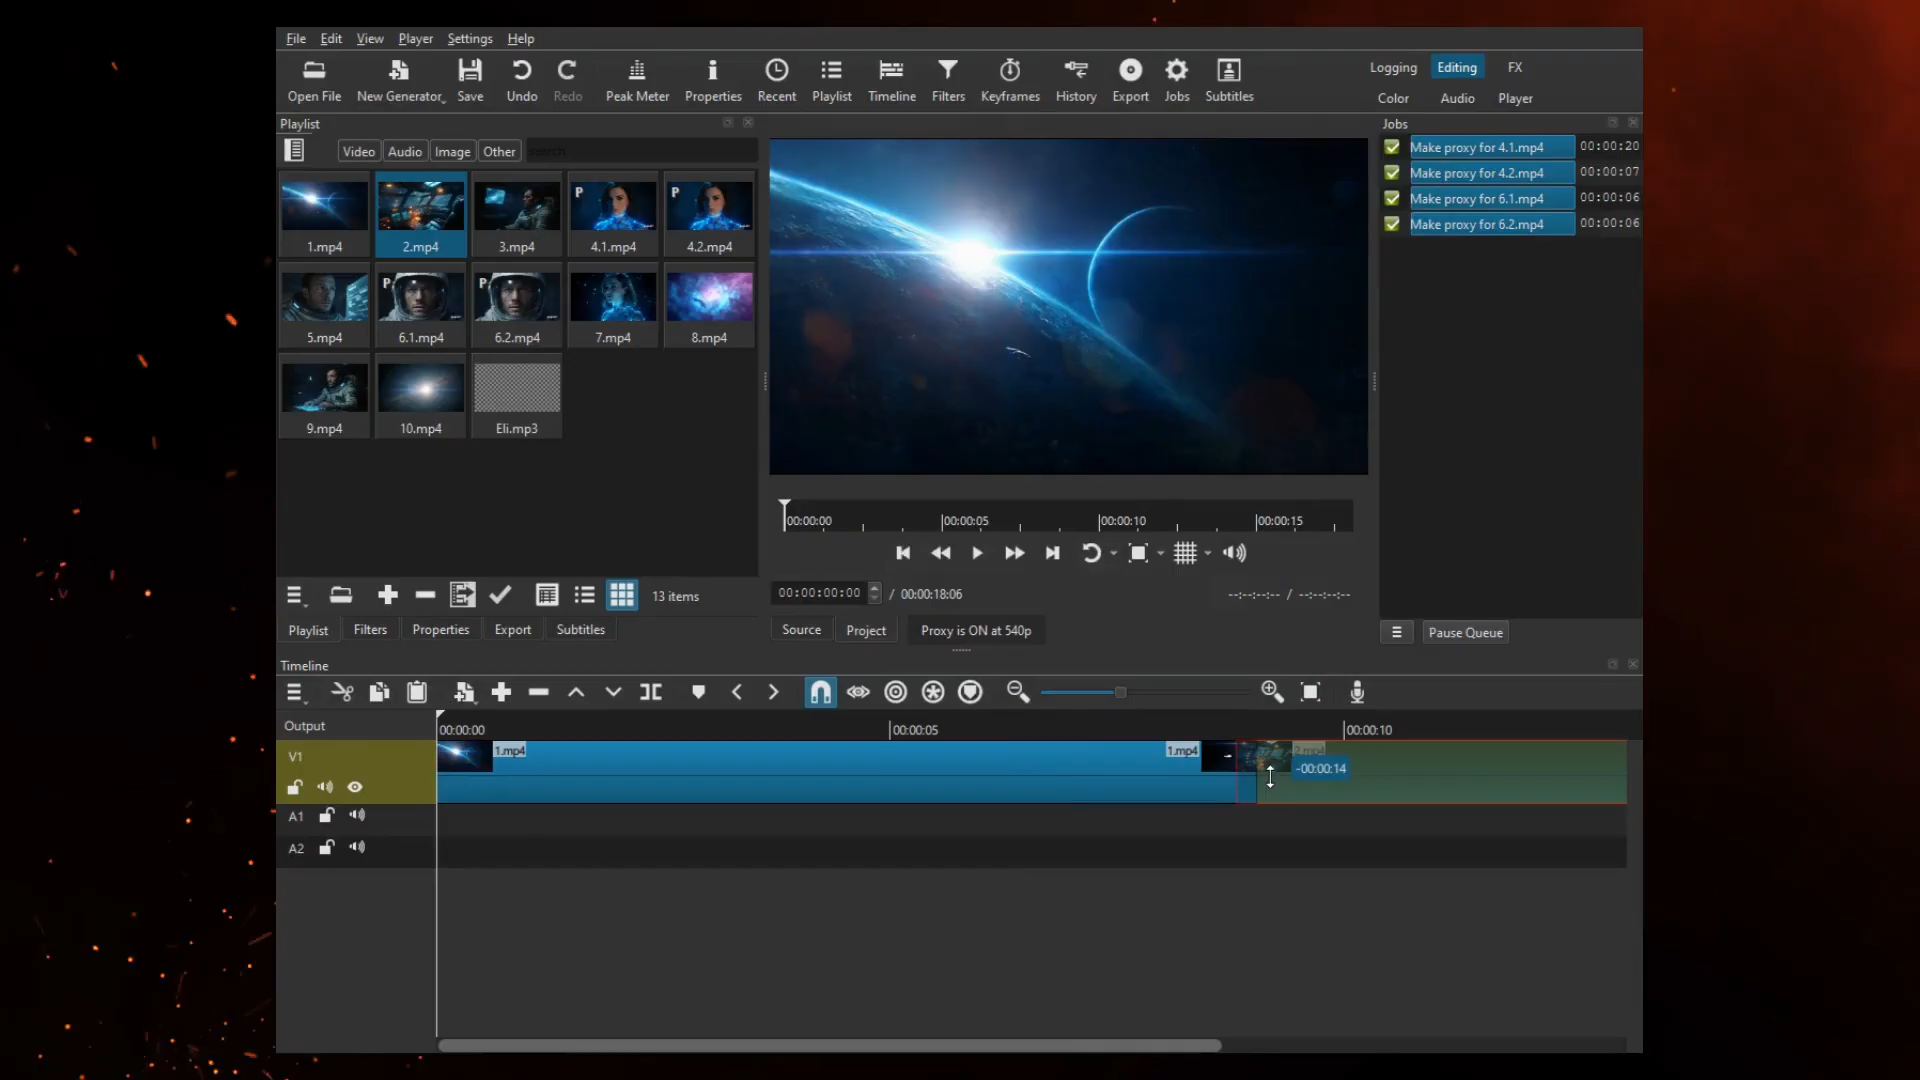 File Edit View Player Settings Help
Open File New Generator Save Undo Redo Peak Meter Properties Recent Playlist Timeline Filters Keyframes History Export Jobs Subtitles
Logging Editing FX
Color Audio Player
Playlist
Video Audio Image Other search
1.mp4 2.mp4 3.mp4 P 4.1.mp4 P 4.2.mp4
5.mp4 P 6.1.mp4 P 6.2.mp4 7.mp4 8.mp4
9.mp4 10.mp4 Eli.mp3
13 items
Playlist Filters Properties Export Subtitles
00:00:00 00:00:05 00:00:10 00:00:15
00:00:00:00 / 00:00:18:06 --:--:--:-- / --:--:--:--
Source Project Proxy is ON at 540p
Jobs
Make proxy for 4.1.mp4 00:00:20
Make proxy for 4.2.mp4 00:00:07
Make proxy for 6.1.mp4 00:00:06
Make proxy for 6.2.mp4 00:00:06
Pause Queue
Timeline
Output 00:00:00 00:00:05 00:00:10
V1 1.mp4 1.mp4 2.mp4
-00:00:14
A1
A2